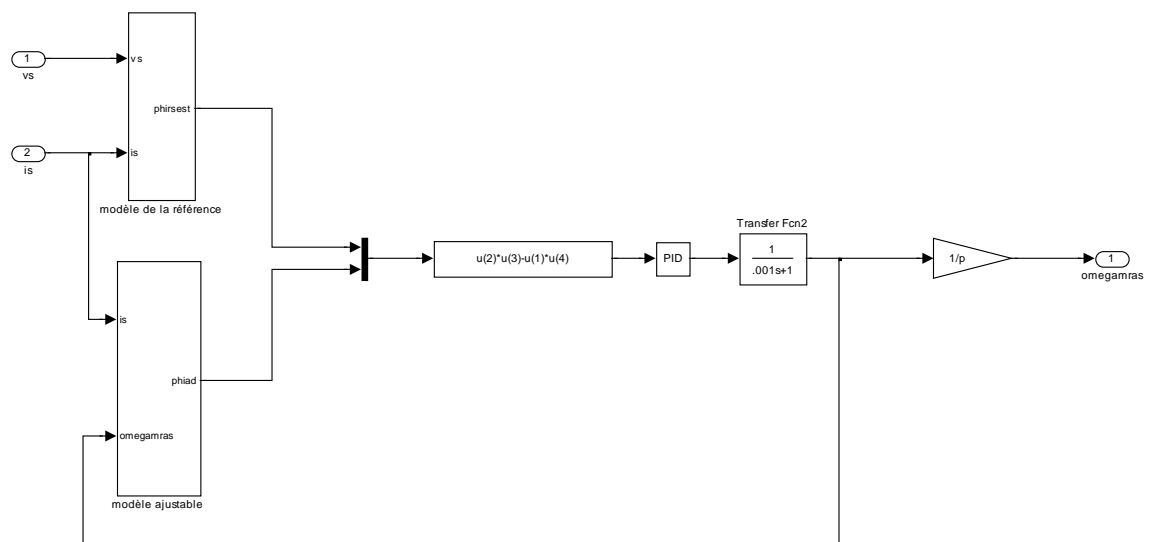 1
vs
2
is
vs
phirsest
is
modèle de la référence
is
phiad
omegamras
modèle ajustable
u(2)*u(3)-u(1)*u(4)
PID
Transfer Fcn2
1
.001s+1
1/p
1
omegamras